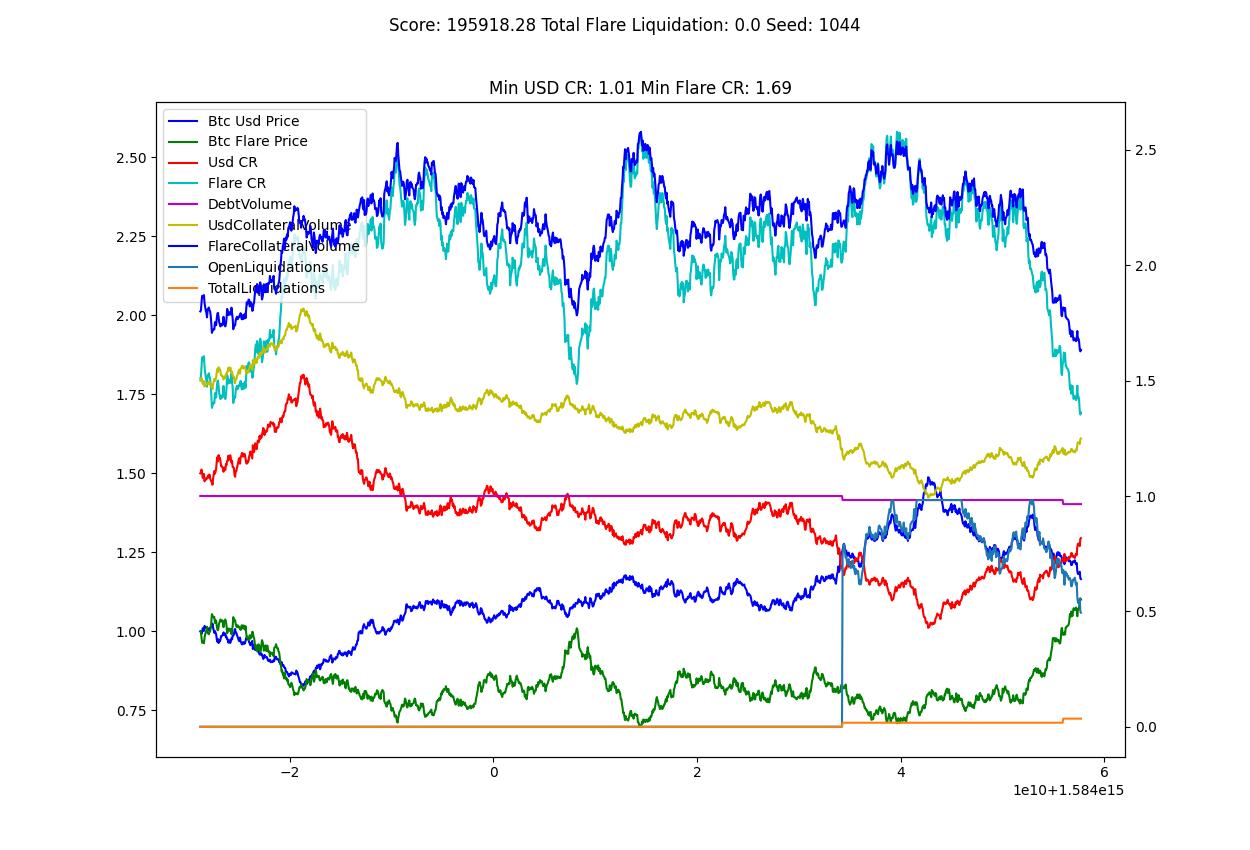 Score: 195918.28 Total Flare Liquidation: 0.0 Seed: 1044
Min USD CR: 1.01 Min Flare CR: 1.69
Btc Usd Price
Btc Flare Price
Usd CR
Flare CR
DebtVolume
UsdCollateralVolume
FlareCollateralVolume
OpenLiquidations
TotalLiquidations
2.50
2.25
2.00
1.75
1.50
1.25
1.00
0.75
2.5
2.0
1.5
1.0
0.5
0.0
−2 0 2 4 6
1e10+1.584e15